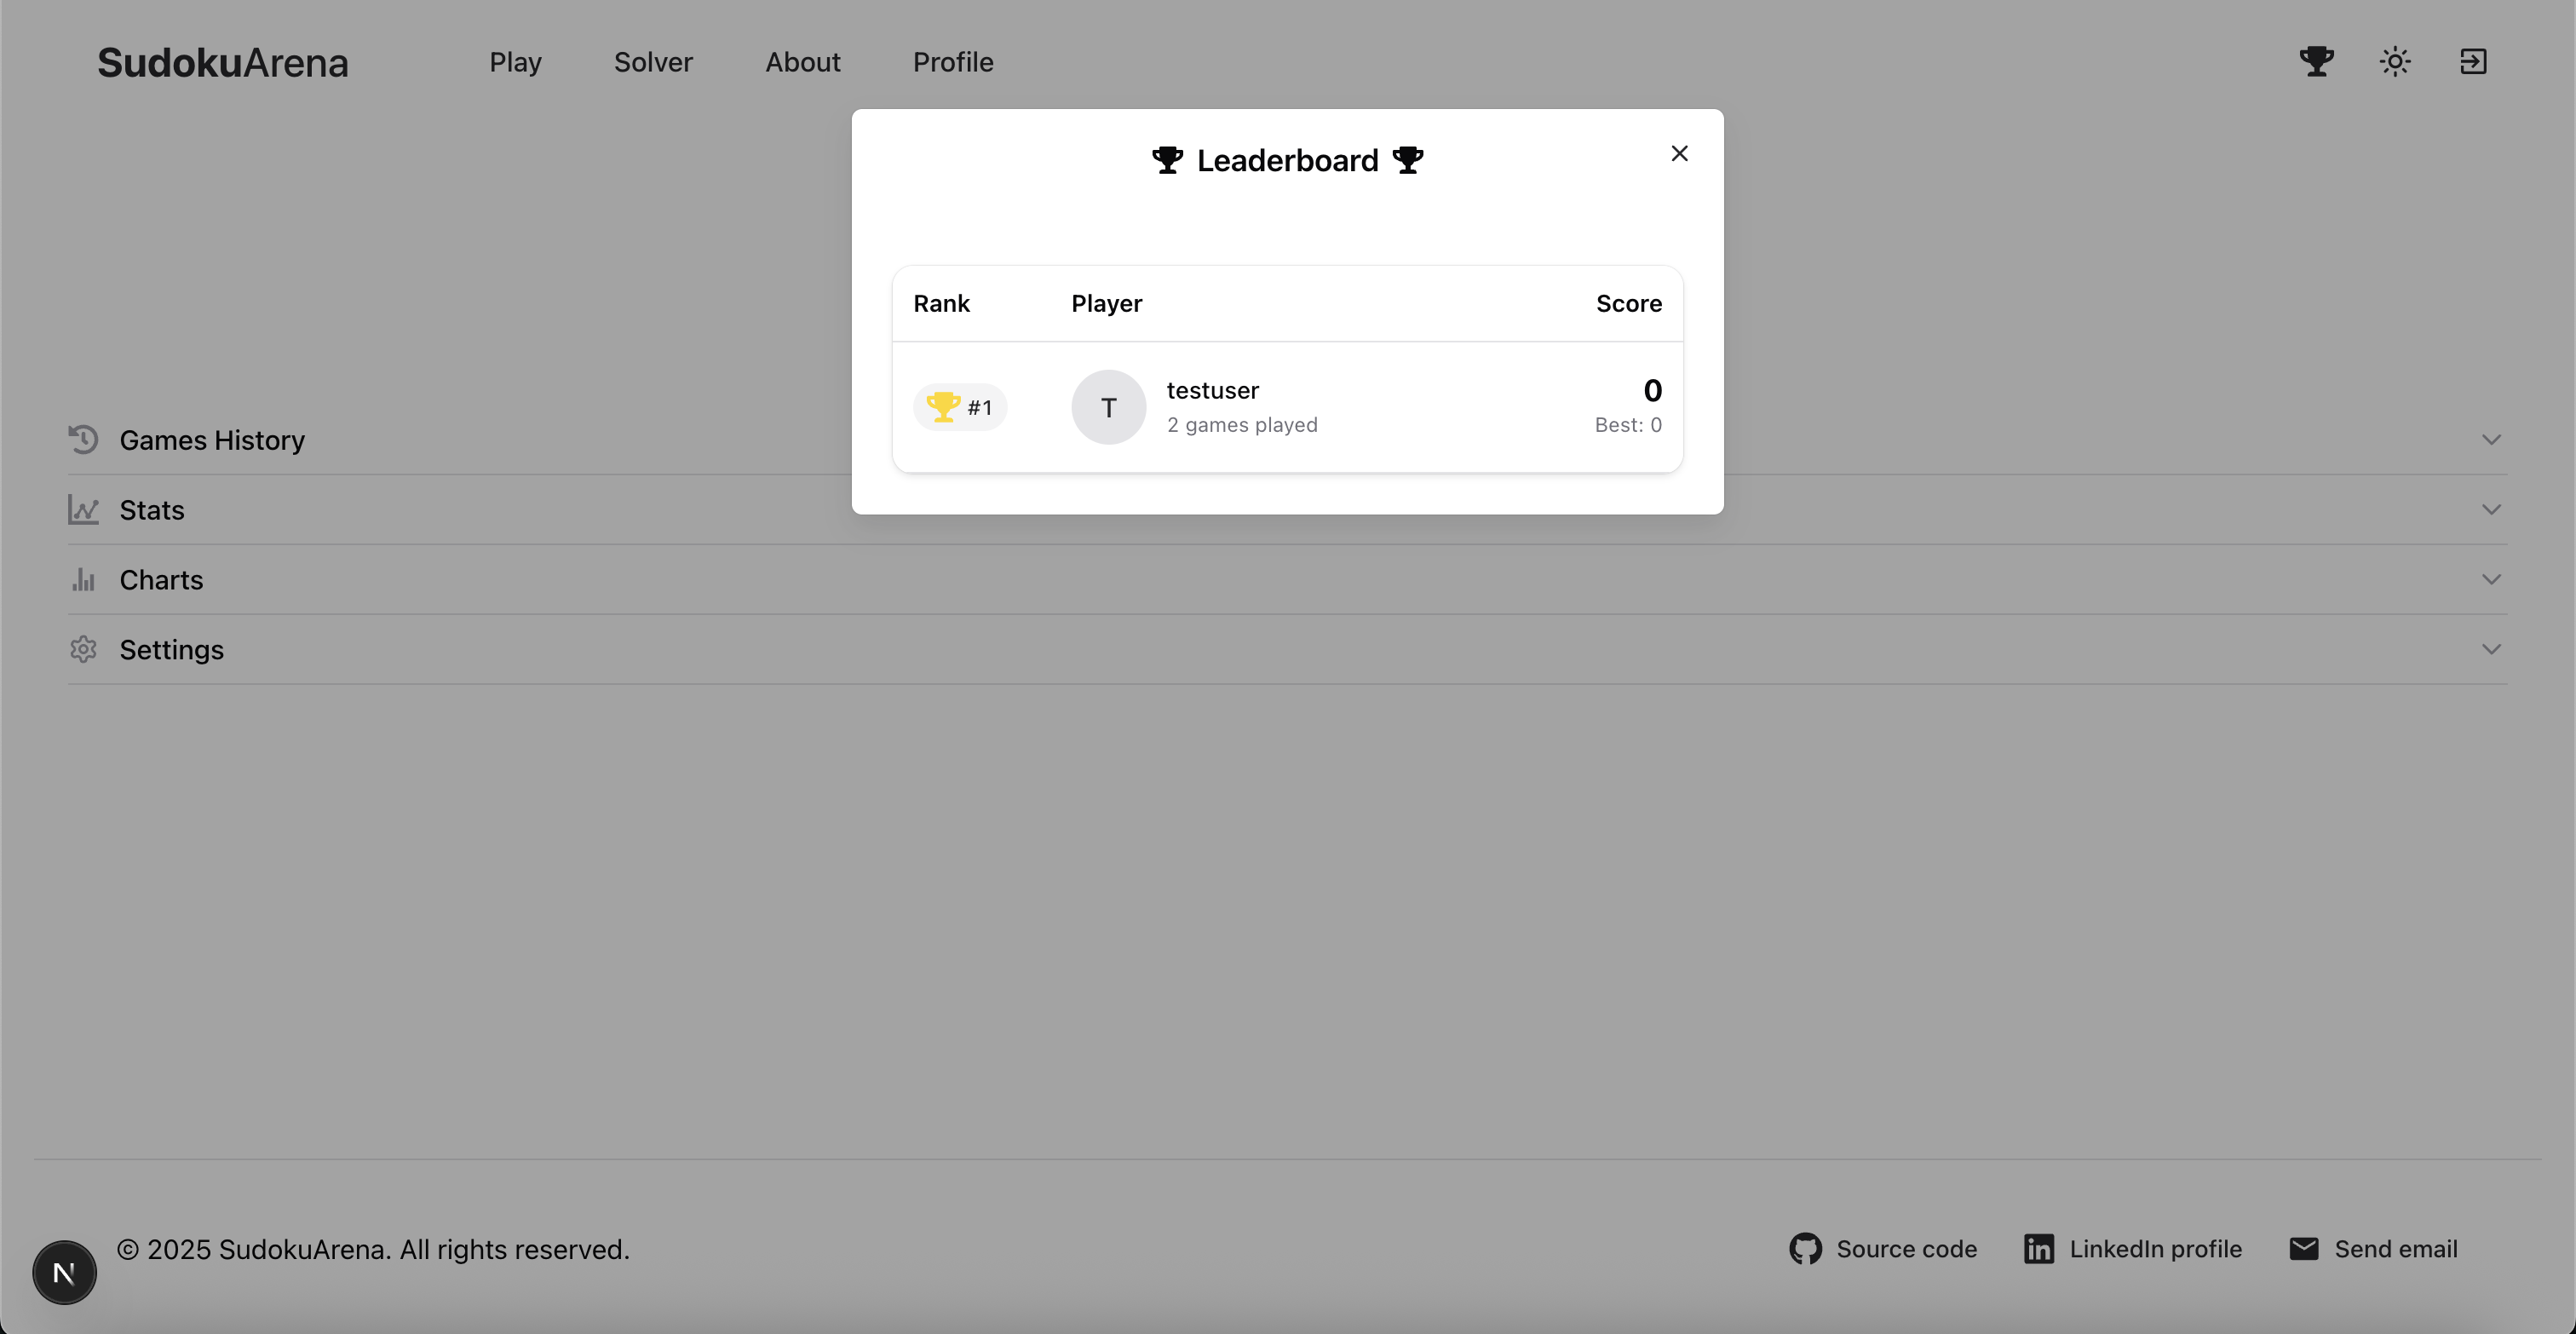 SudokuArena Play Solver About Profile
Leaderboard
Rank Player Score
#1 T testuser 0
2 games played Best: 0
Games History
Stats
Charts
Settings
N © 2025 SudokuArena. All rights reserved. Source code LinkedIn profile Send email